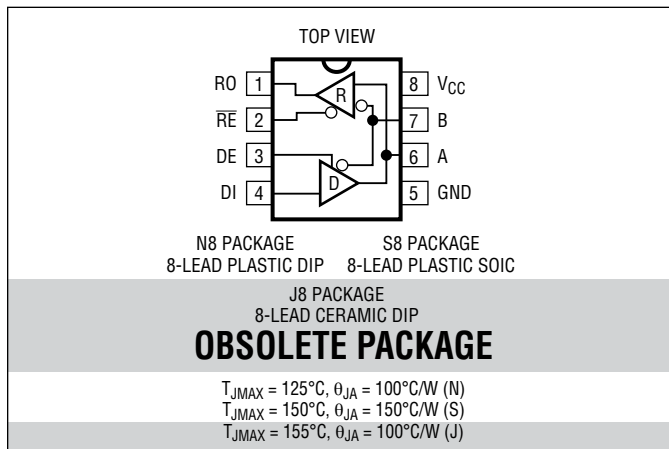 TOP VIEW
RO 1 R 8 VCC
RE 2 7 B
DE 3 6 A
DI 4 D 5 GND
N8 PACKAGE S8 PACKAGE
8-LEAD PLASTIC DIP 8-LEAD PLASTIC SOIC
J8 PACKAGE
8-LEAD CERAMIC DIP
OBSOLETE PACKAGE
TJMAX = 125°C, θJA = 100°C/W (N)
TJMAX = 150°C, θJA = 150°C/W (S)
TJMAX = 155°C, θJA = 100°C/W (J)